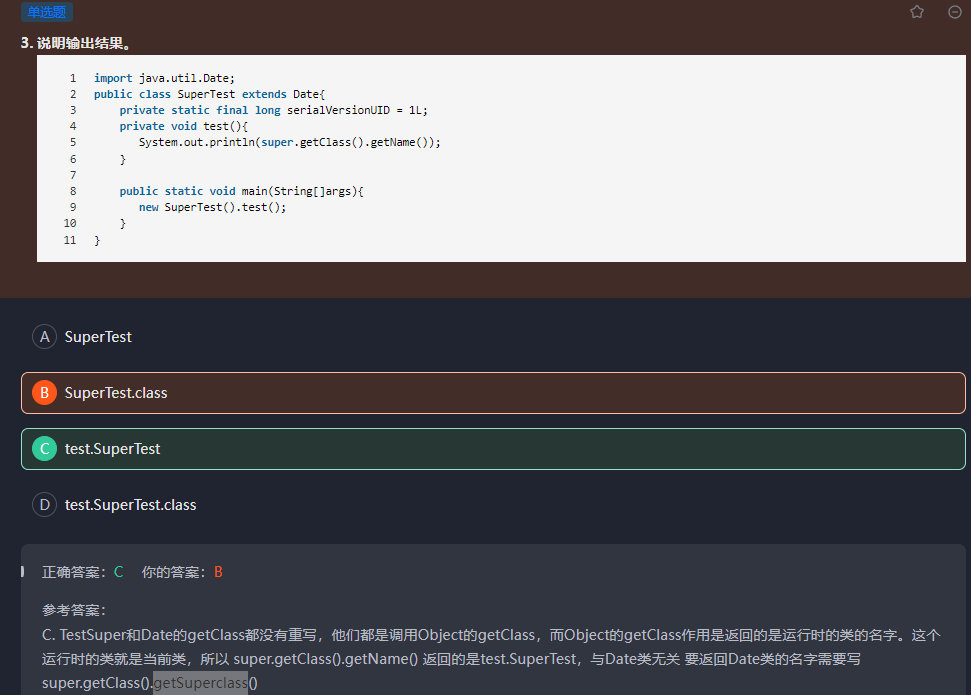 单选题
3. 说明输出结果。
1 import java.util.Date;
2 public class SuperTest extends Date{
3 private static final long serialVersionUID = 1L;
4 private void test(){
5 System.out.println(super.getClass().getName());
6 }
7
8 public static void main(String[]args){
9 new SuperTest().test();
10 }
11 }
A SuperTest
B SuperTest.class
C test.SuperTest
D test.SuperTest.class
正确答案：C 你的答案：B
参考答案：
C. TestSuper和Date的getClass都没有重写，他们都是调用Object的getClass，而Object的getClass作用是返回的是运行时的类的名字。这个
运行时的类就是当前类，所以 super.getClass().getName() 返回的是test.SuperTest，与Date类无关 要返回Date类的名字需要写
super.getClass().getSuperclass()